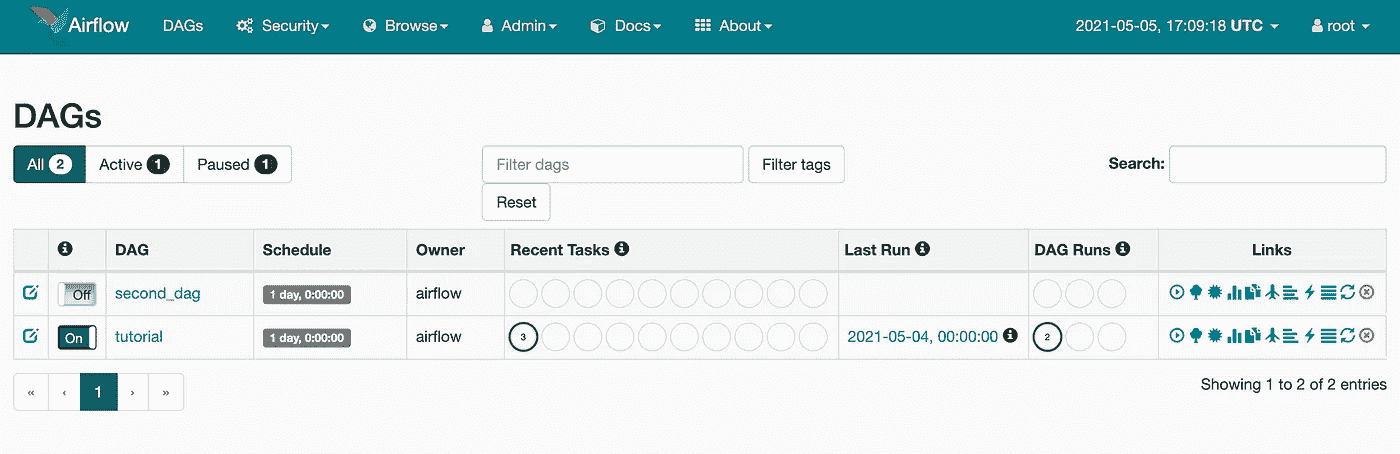 Airflow DAGs Security Browse Admin Docs About 2021-05-05, 17:09:18 UTC root
DAGs
All 2 Active 1 Paused 1 Filter dags Filter tags Search:
Reset
DAG Schedule Owner Recent Tasks Last Run DAG Runs Links
Off second_dag 1 day, 0:00:00 airflow
On tutorial 1 day, 0:00:00 airflow 3 2021-05-04, 00:00:00 2
« ‹ 1 › » Showing 1 to 2 of 2 entries